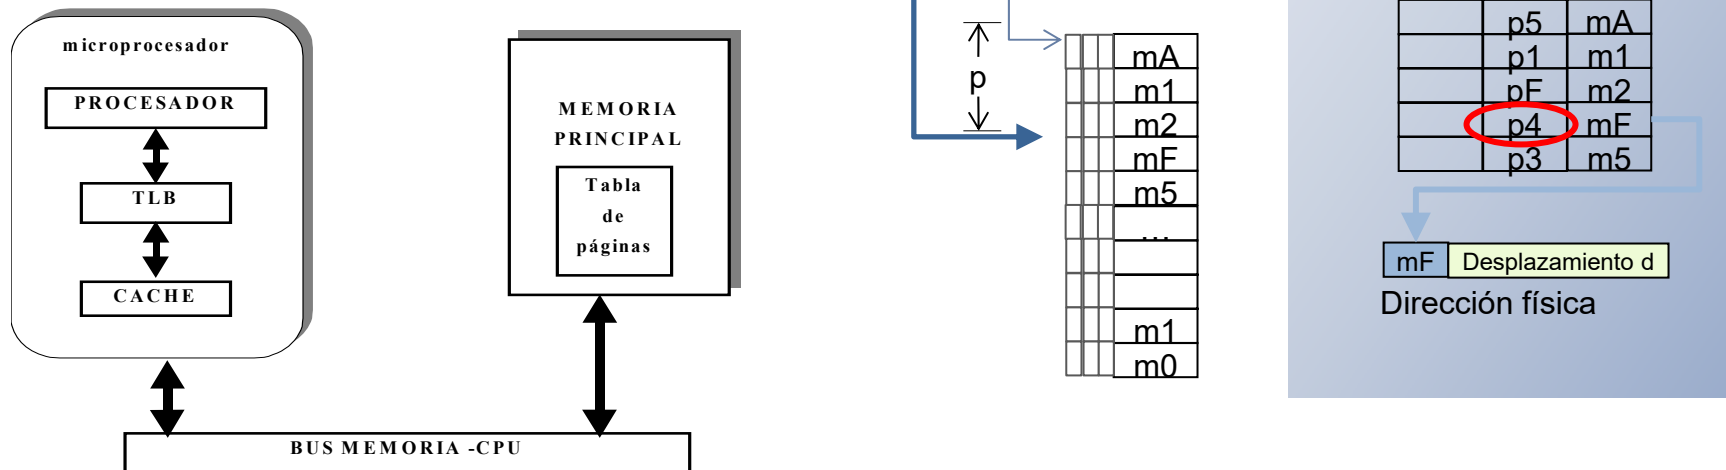 microprocesador
PROCESADOR
TLB
CACHE
MEMORIA
PRINCIPAL
Tabla
de
páginas
BUS MEMORIA -CPU
p
mA
m1
m2
mF
m5
...
m1
m0
p5 mA
p1 m1
pF m2
p4 mF
p3 m5
mF Desplazamiento d
Dirección física